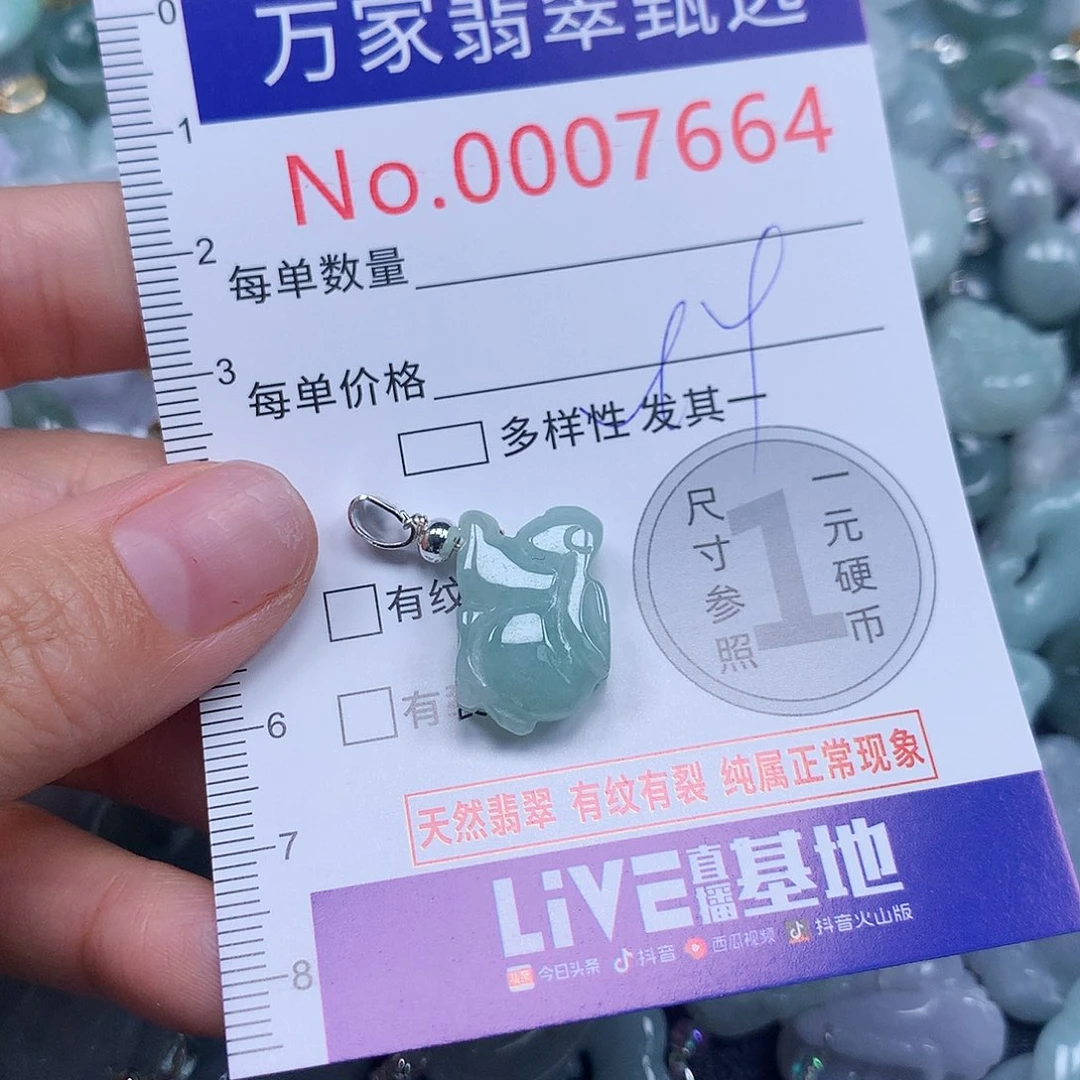 万家翡翠甄选
No.0007664
每单数量
每单价格
多样性 发其一
尺寸参照
一元硬币
1
有纹
有
天然翡翠 有纹有裂 纯属正常现象
LiVE直播基地
今日头条 抖音 西瓜视频 抖音火山版
0
1
2
3
6
7
8